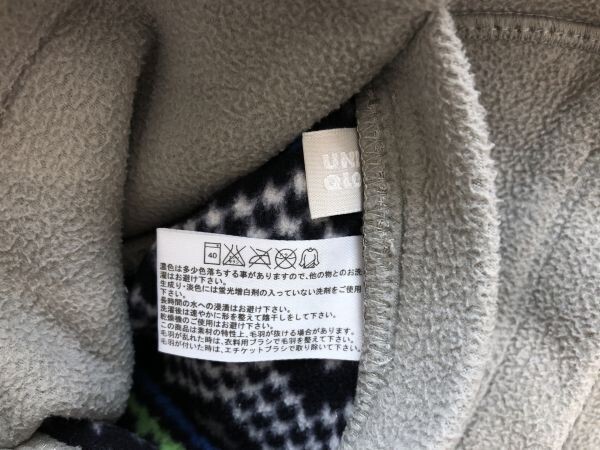 UNI
QLO
40
濃色は多少色落ちする事がありますので、他の物とのお洗
濯はお避け下さい。
生成り・淡色には蛍光増白剤の入っていない洗剤をご使用
下さい。
長時間の水への浸漬はお避け下さい。
洗濯後は速やかに形を整えて陰干しをして下さい。
乾燥機のご使用はお避け下さい。
この商品は素材の特性上、毛羽が抜ける場合があります。
毛羽が乱れた時は、衣料用ブラシで毛羽を整えて下さい。
毛羽が付いた時は、エチケットブラシで取り除いて下さい。